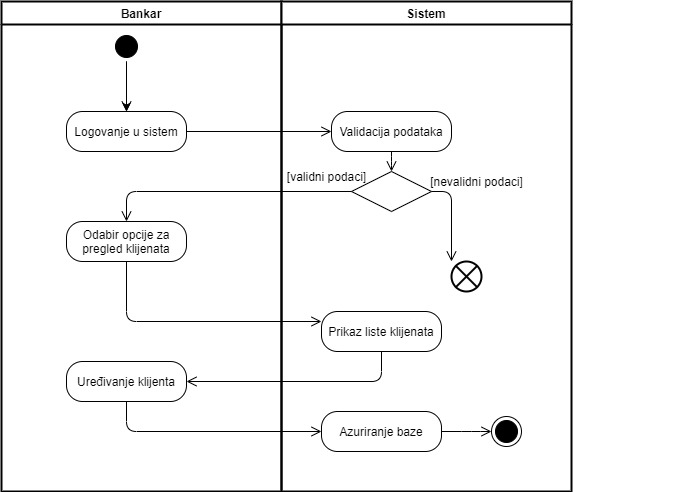 Bankar
Sistem
Logovanje u sistem
Validacija podataka
[validni podaci]
[nevalidni podaci]
Odabir opcije za
pregled klijenata
Prikaz liste klijenata
Uređivanje klijenta
Azuriranje baze